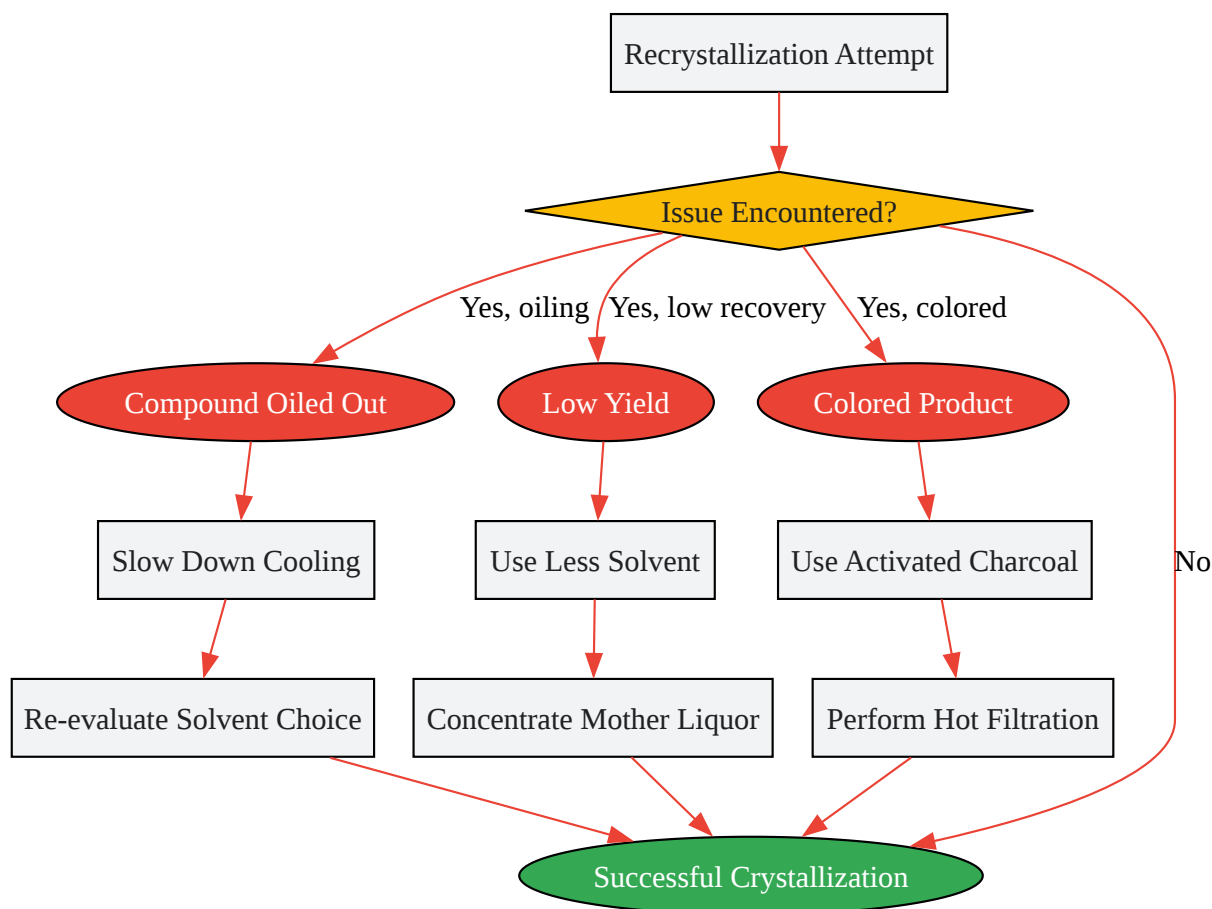 Recrystallization Attempt
Issue Encountered?
Yes, oiling
Yes, low recovery
Yes, colored
Compound Oiled Out
Low Yield
Colored Product
Slow Down Cooling
Use Less Solvent
Use Activated Charcoal
No
Re-evaluate Solvent Choice
Concentrate Mother Liquor
Perform Hot Filtration
Successful Crystallization